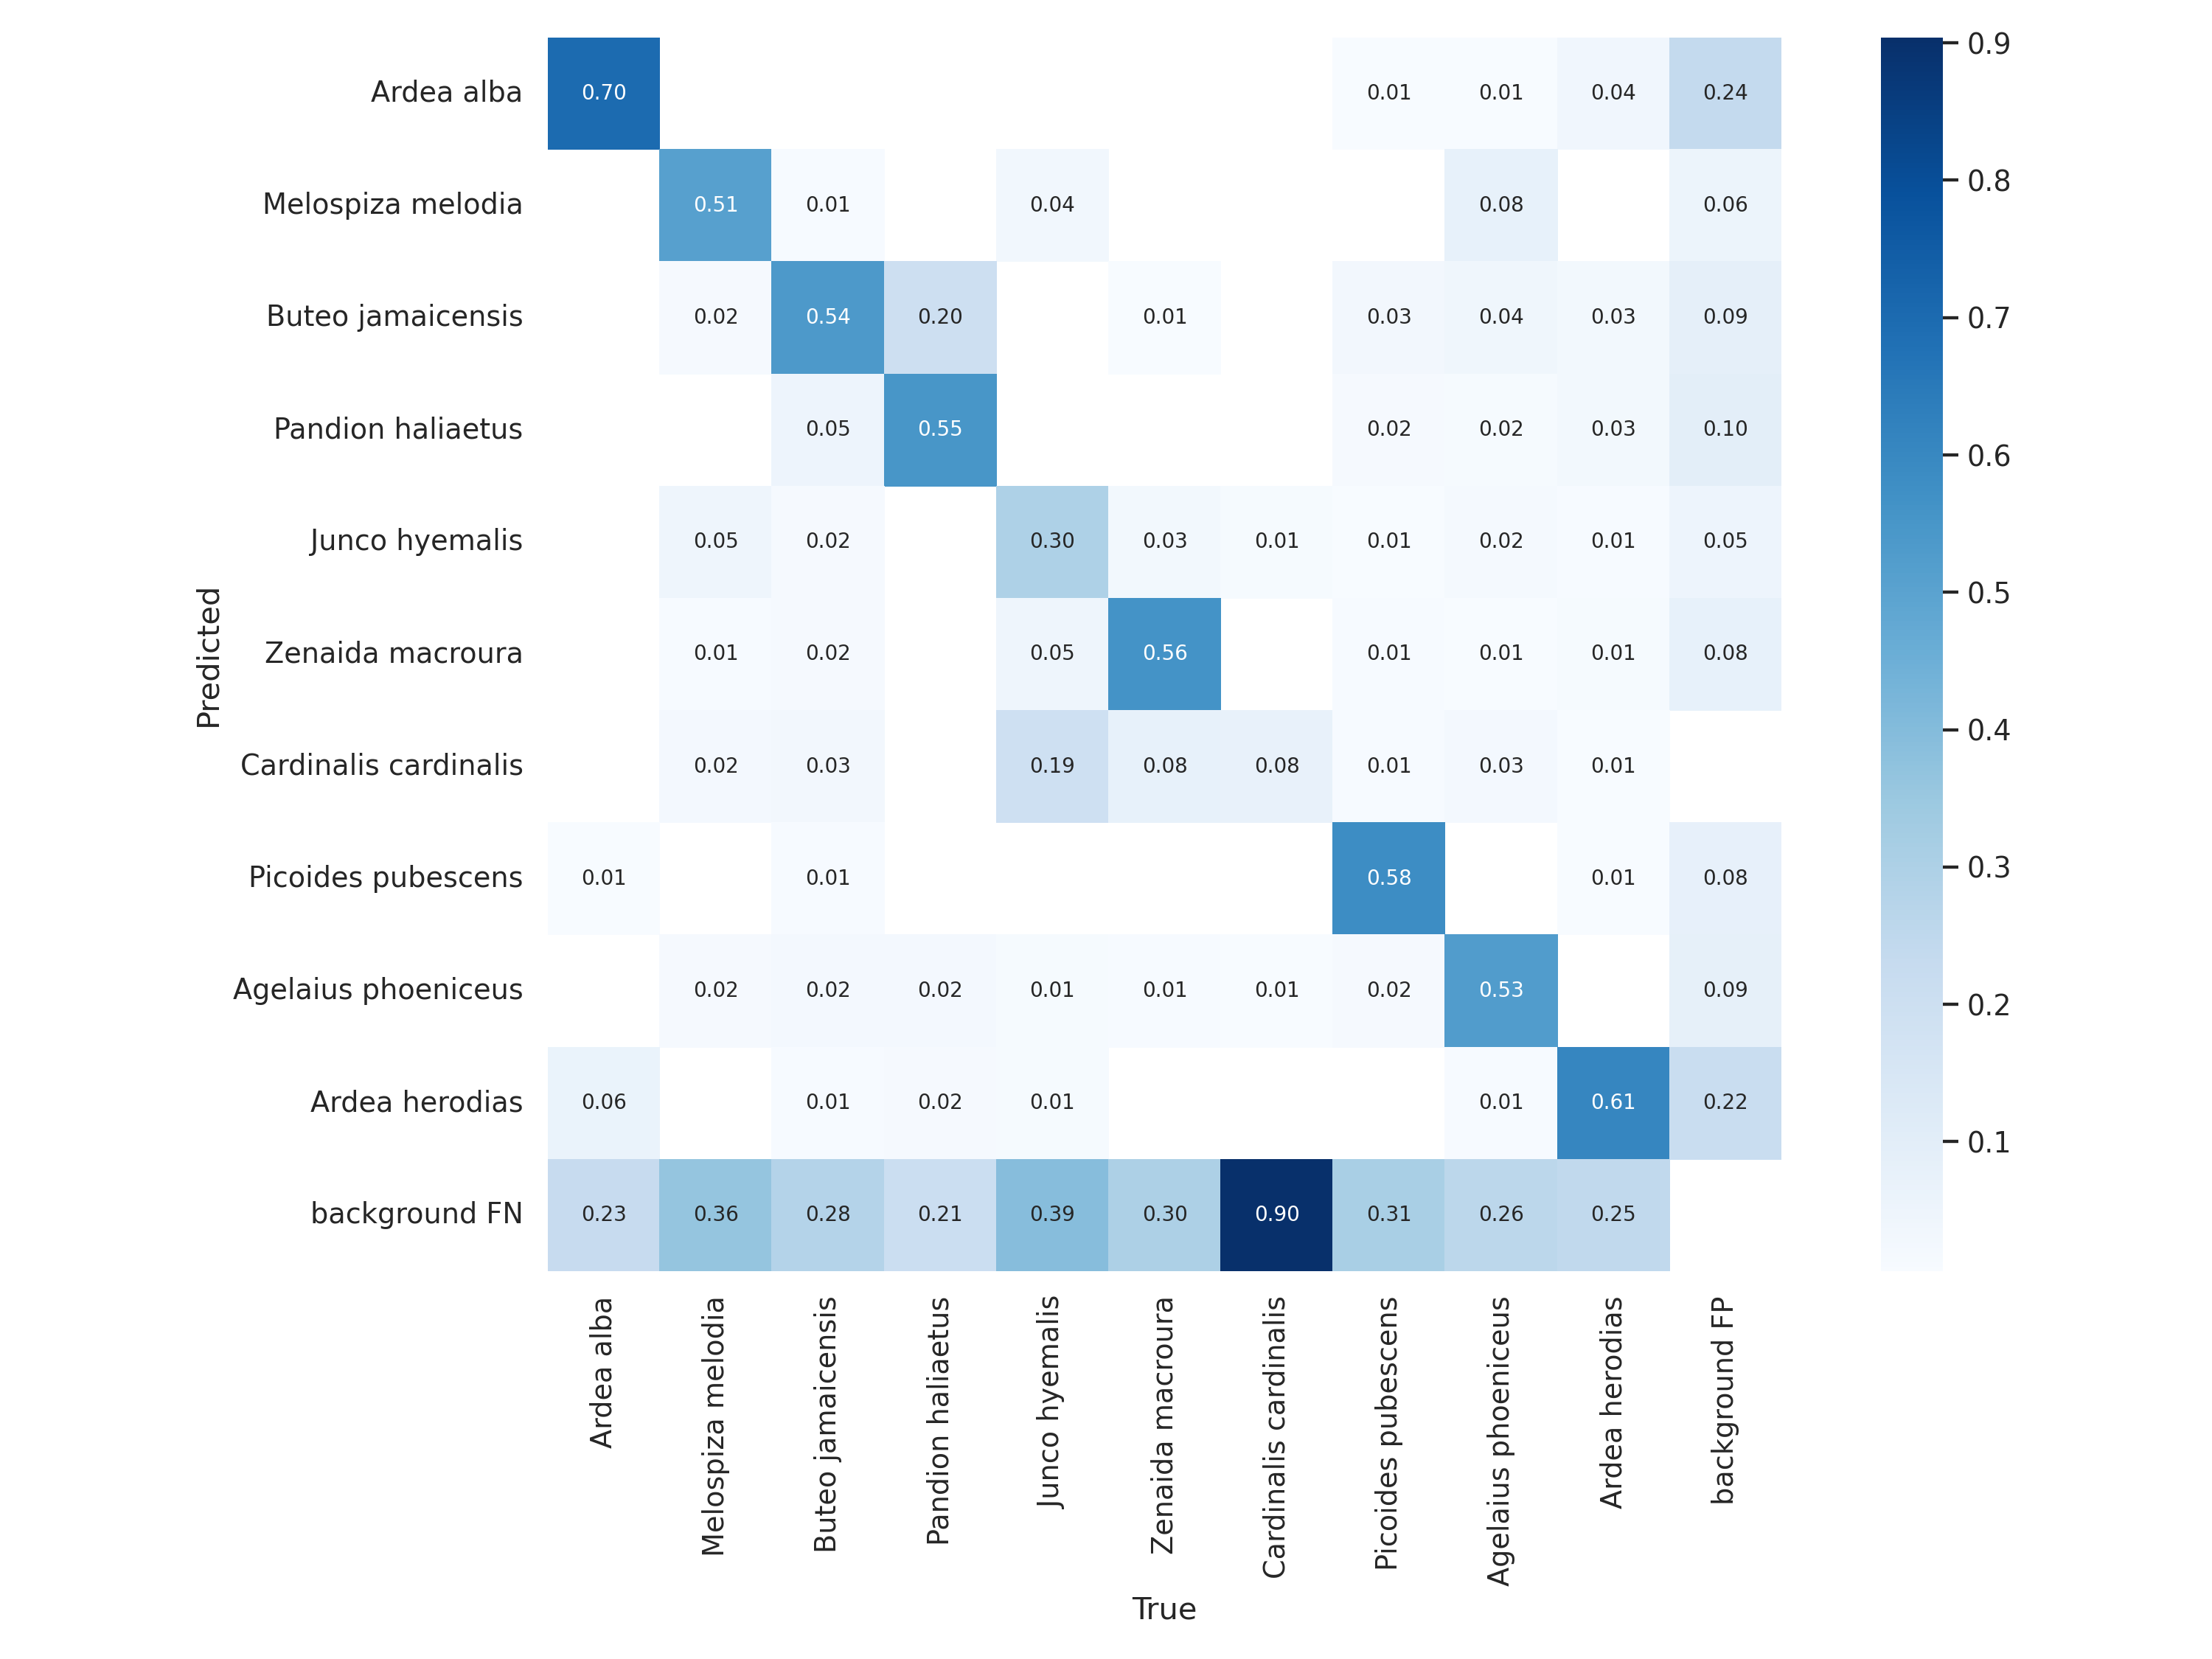 Predicted
Ardea alba 0.70 0.01 0.01 0.04 0.24
Melospiza melodia 0.51 0.01 0.04 0.08 0.06
Buteo jamaicensis 0.02 0.54 0.20 0.01 0.03 0.04 0.03 0.09
Pandion haliaetus 0.05 0.55 0.02 0.02 0.03 0.10
Junco hyemalis 0.05 0.02 0.30 0.03 0.01 0.01 0.02 0.01 0.05
Zenaida macroura 0.01 0.02 0.05 0.56 0.01 0.01 0.01 0.08
Cardinalis cardinalis 0.02 0.03 0.19 0.08 0.08 0.01 0.03 0.01
Picoides pubescens 0.01 0.01 0.58 0.01 0.08
Agelaius phoeniceus 0.02 0.02 0.02 0.01 0.01 0.01 0.02 0.53 0.09
Ardea herodias 0.06 0.01 0.02 0.01 0.01 0.61 0.22
background FN 0.23 0.36 0.28 0.21 0.39 0.30 0.90 0.31 0.26 0.25
Ardea alba
Melospiza melodia
Buteo jamaicensis
Pandion haliaetus
Junco hyemalis
Zenaida macroura
Cardinalis cardinalis
Picoides pubescens
Agelaius phoeniceus
Ardea herodias
background FP
True
0.9
0.8
0.7
0.6
0.5
0.4
0.3
0.2
0.1